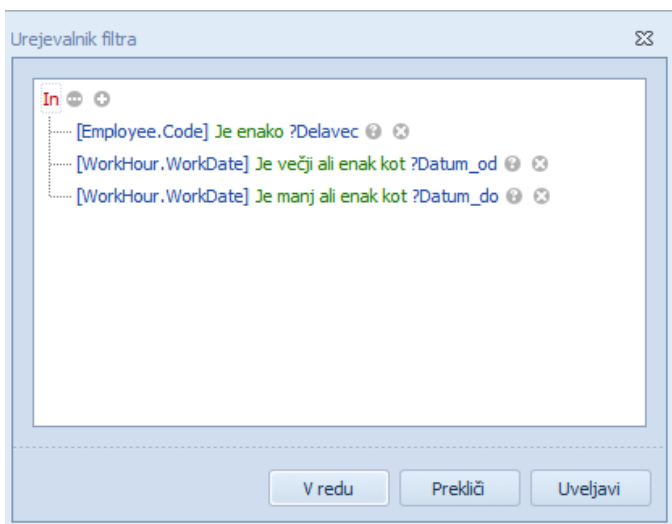 Urejevalnik filtra
In
[Employee.Code] Je enako ?Delavec
[WorkHour.WorkDate] Je večji ali enak kot ?Datum_od
[WorkHour.WorkDate] Je manj ali enak kot ?Datum_do
V redu Prekliči Uveljavi